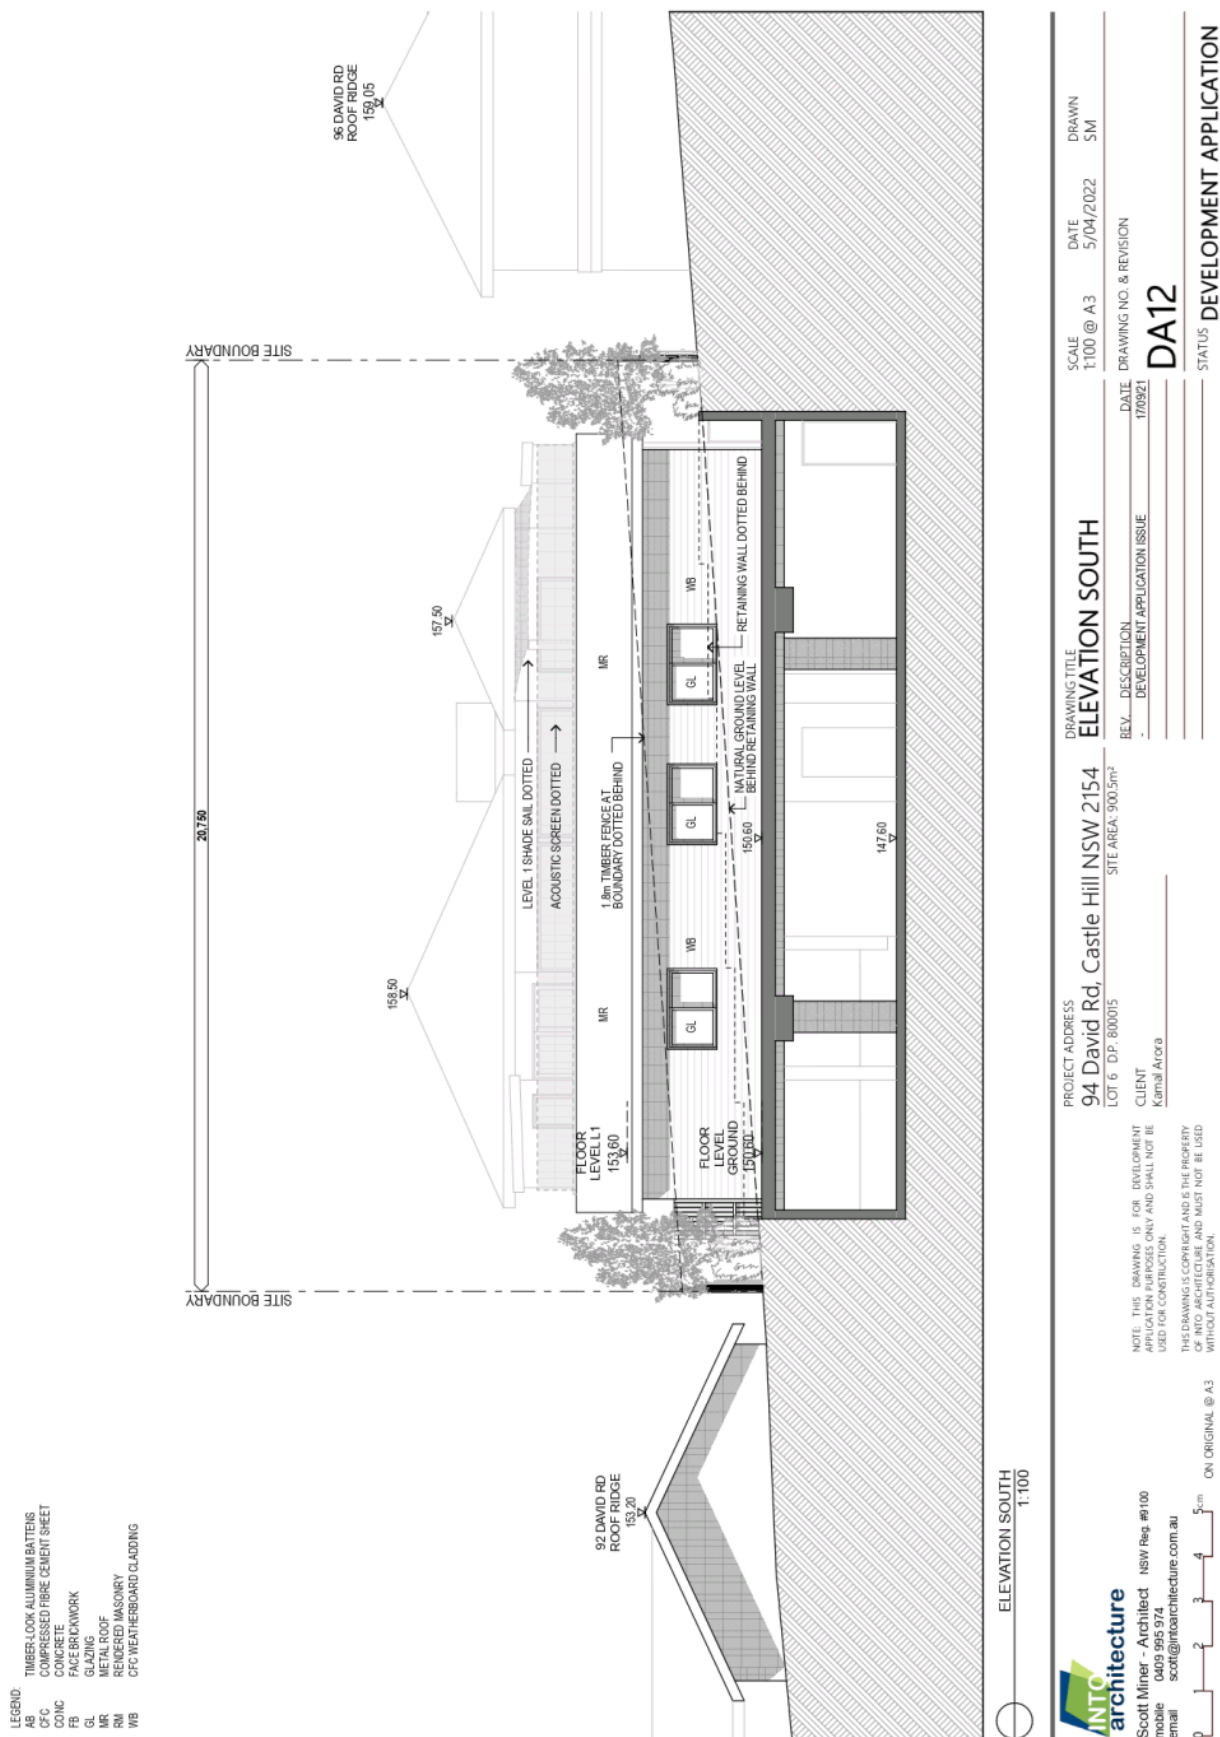 LEGEND:
AB TIMBER-LOOK ALUMINIUM BATTENS
CFC COMPRESSED FIBRE CEMENT SHEET
CONC CONCRETE
FB FACE BRICKWORK
GL GLAZING
MR METAL ROOF
RM RENDERED MASONRY
WB CFC WEATHERBOARD CLADDING
SITE BOUNDARY
20,750
SITE BOUNDARY
96 DAVID RD
ROOF RIDGE
159.05
158.50
157.50
LEVEL 1 SHADE SAIL DOTTED
ACOUSTIC SCREEN DOTTED
1.8m TIMBER FENCE AT
BOUNDARY DOTTED BEHIND
MR
MR
FLOOR
LEVEL L1
153.60
92 DAVID RD
ROOF RIDGE
153.20
GL
WB
GL
GL
WB
FLOOR
LEVEL
GROUND
150.60
150.60
NATURAL GROUND LEVEL
BEHIND RETAINING WALL
RETAINING WALL DOTTED BEHIND
147.60
ELEVATION SOUTH
1:100
INTO
architecture
Scott Miner - Architect NSW Reg. #9100
mobile 0409 995 974
email scott@intoarchitecture.com.au
0 1 2 3 4 5cm
ON ORIGINAL @ A3
NOTE: THIS DRAWING IS FOR DEVELOPMENT
APPLICATION PURPOSES ONLY AND SHALL NOT BE
USED FOR CONSTRUCTION.
THIS DRAWING IS COPYRIGHT AND IS THE PROPERTY
OF INTO ARCHITECTURE AND MUST NOT BE USED
WITHOUT AUTHORISATION.
PROJECT ADDRESS
94 David Rd, Castle Hill NSW 2154
LOT 6 D.P. 800015 SITE AREA: 900.5m²
CLIENT
Kamal Arora
DRAWING TITLE
ELEVATION SOUTH
REV. DESCRIPTION DATE
- DEVELOPMENT APPLICATION ISSUE 17/09/21
SCALE DATE DRAWN
1:100 @ A3 5/04/2022 SM
DRAWING NO. & REVISION
DA12
STATUS DEVELOPMENT APPLICATION